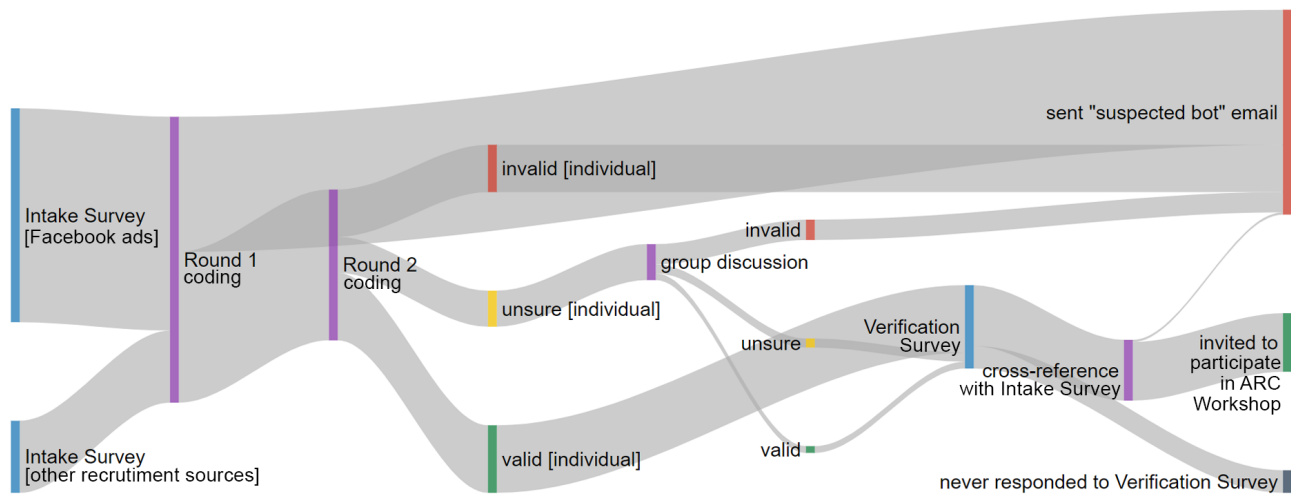 sent "suspected bot" email
invalid [individual]
Intake Survey
[Facebook ads]
invalid
Round 1
coding
Round 2
coding
group discussion
unsure [individual]
Verification
Survey
unsure
invited to
participate
in ARC
Workshop
cross-reference
with Intake Survey
valid
Intake Survey
[other recrutiment sources]
valid [individual]
never responded to Verification Survey